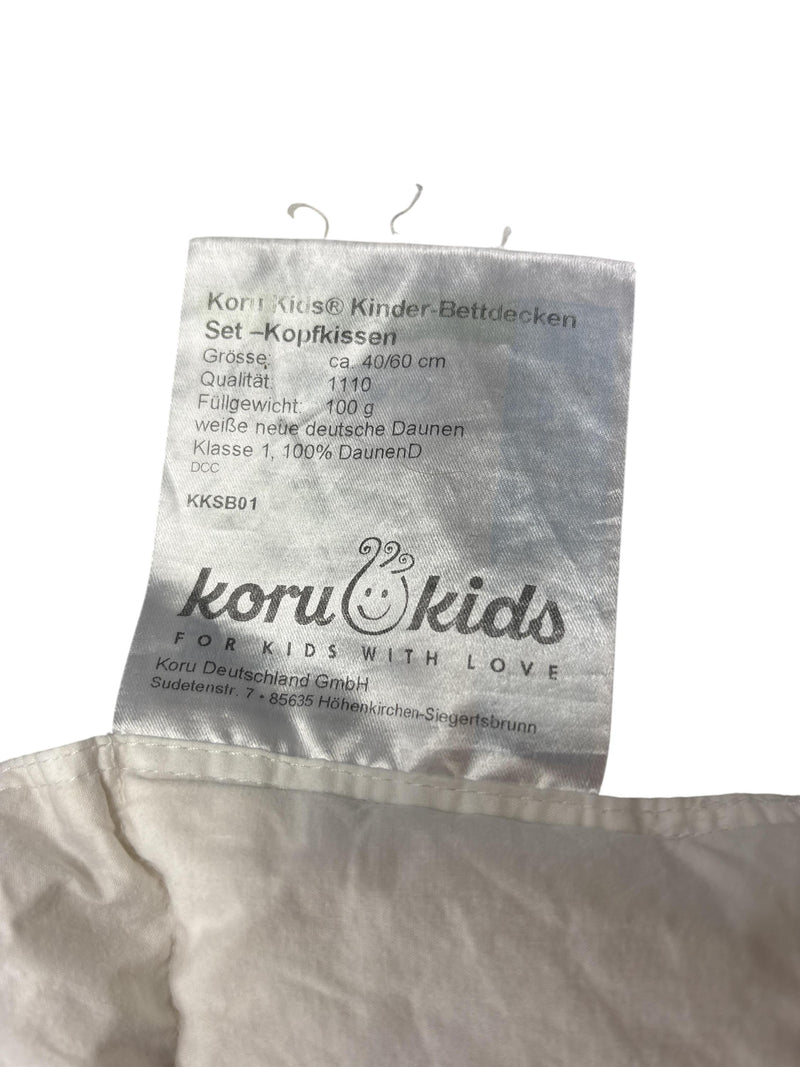 Koru Kids® Kinder-Bettdecken
Set –Kopfkissen
Grösse: ca. 40/60 cm
Qualität: 1110
Füllgewicht: 100 g
weiße neue deutsche Daunen
Klasse 1, 100% DaunenD
DCC
KKSB01
koru kids
FOR KIDS WITH LOVE
Koru Deutschland GmbH
Sudetenstr. 7 • 85635 Höhenkirchen-Siegertsbrunn